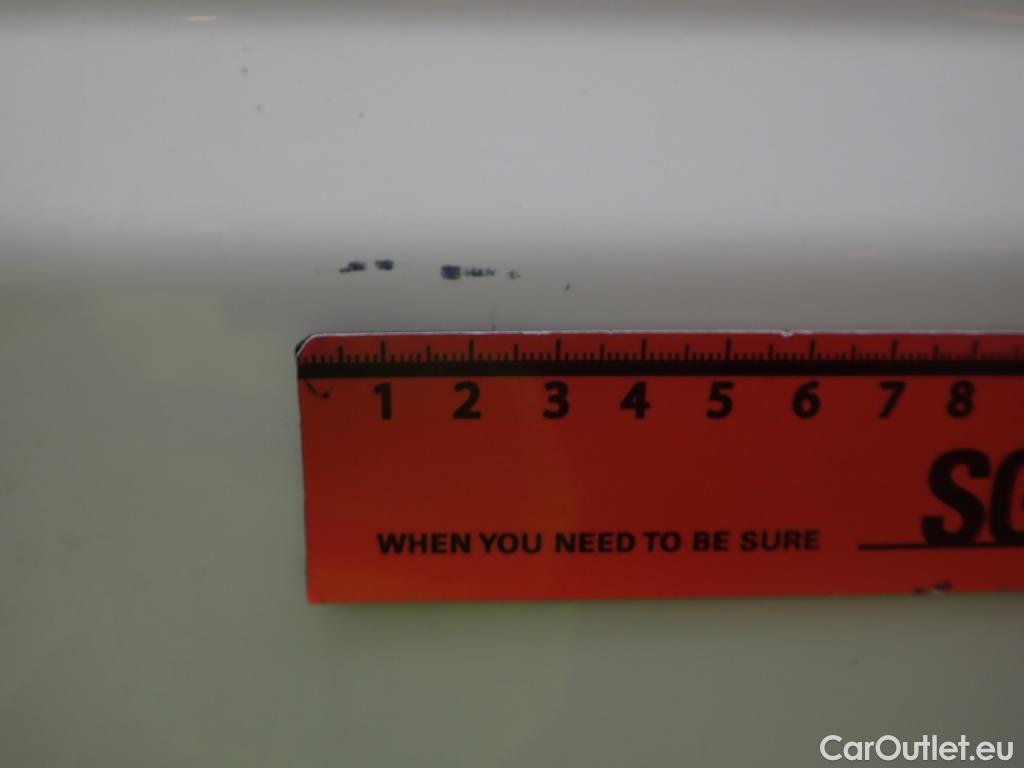 1 2 3 4 5 6 7 8
WHEN YOU NEED TO BE SURE
CarOutlet.eu